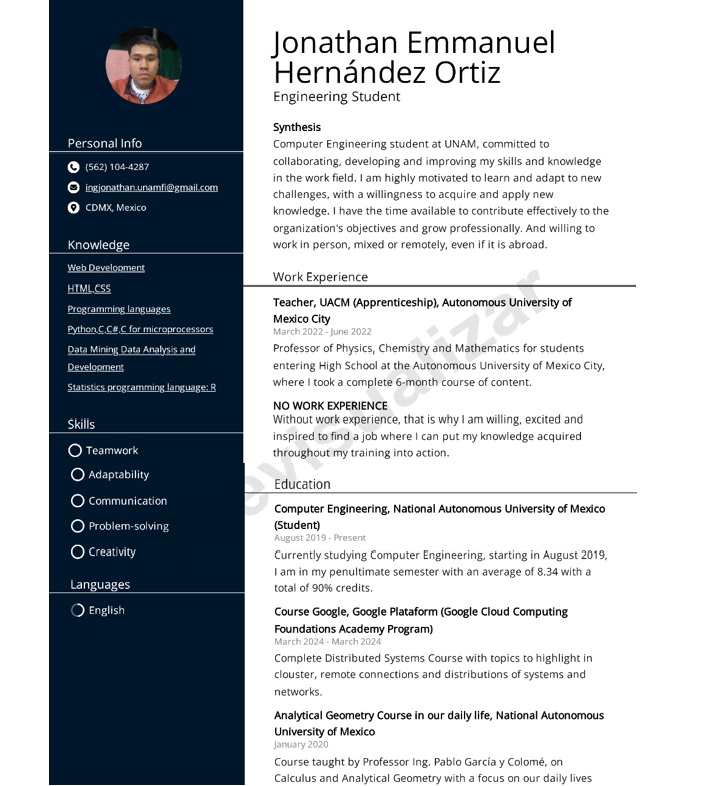 Jonathan Emmanuel
Hernández Ortiz
Engineering Student
Personal Info
(562) 104-4287
ingjonathan.unamfi@gmail.com
CDMX, Mexico
Knowledge
Web Development
HTML,CSS
Programming languages
Python,C,C#,C for microprocessors
Data Mining Data Analysis and
Development
Statistics programming language: R
Skills
Teamwork
Adaptability
Communication
Problem-solving
Creativity
Languages
English
Synthesis
Computer Engineering student at UNAM, committed to
collaborating, developing and improving my skills and knowledge
in the work field. I am highly motivated to learn and adapt to new
challenges, with a willingness to acquire and apply new
knowledge. I have the time available to contribute effectively to the
organization's objectives and grow professionally. And willing to
work in person, mixed or remotely, even if it is abroad.
Work Experience
Teacher, UACM (Apprenticeship), Autonomous University of
Mexico City
March 2022 - June 2022
Professor of Physics, Chemistry and Mathematics for students
entering High School at the Autonomous University of Mexico City,
where I took a complete 6-month course of content.
NO WORK EXPERIENCE
Without work experience, that is why I am willing, excited and
inspired to find a job where I can put my knowledge acquired
throughout my training into action.
Education
Computer Engineering, National Autonomous University of Mexico
(Student)
August 2019 - Present
Currently studying Computer Engineering, starting in August 2019,
I am in my penultimate semester with an average of 8.34 with a
total of 90% credits.
Course Google, Google Plataform (Google Cloud Computing
Foundations Academy Program)
March 2024 - March 2024
Complete Distributed Systems Course with topics to highlight in
clouster, remote connections and distributions of systems and
networks.
Analytical Geometry Course in our daily life, National Autonomous
University of Mexico
January 2020
Course taught by Professor Ing. Pablo García y Colomé, on
Calculus and Analytical Geometry with a focus on our daily lives
Previsualizar